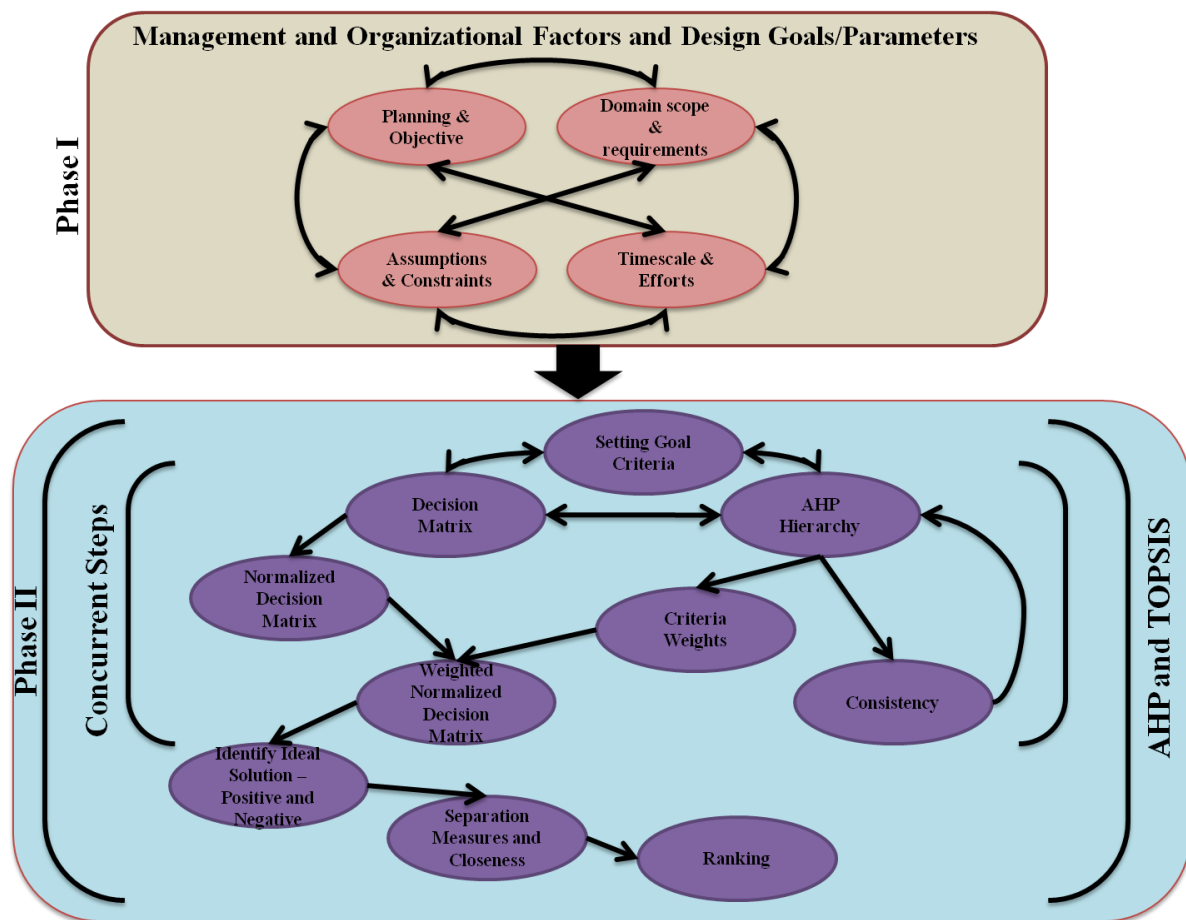 Management and Organizational Factors and Design Goals/Parameters
Phase I
Planning &
Objective
Domain scope
&
requirements
Assumptions
& Constraints
Timescale &
Efforts
Phase II
Concurrent Steps
AHP and TOPSIS
Setting Goal
Criteria
Decision
Matrix
AHP
Hierarchy
Normalized
Decision
Matrix
Criteria
Weights
Weighted
Normalized
Decision
Matrix
Consistency
Identify Ideal
Solution –
Positive and
Negative
Separation
Measures and
Closeness
Ranking